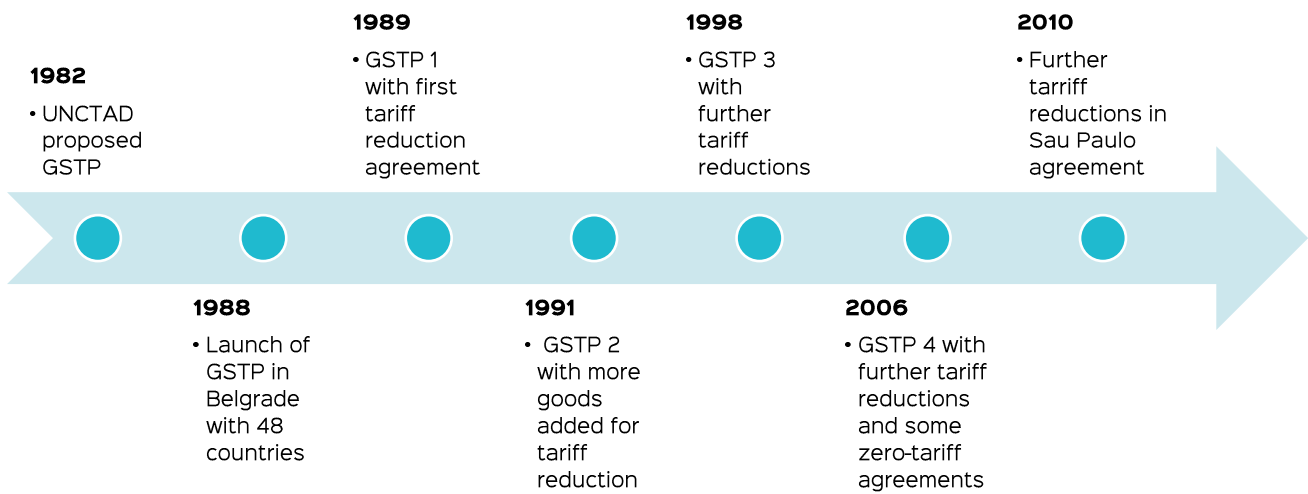 1982
• UNCTAD
proposed
GSTP
1988
• Launch of
GSTP in
Belgrade
with 48
countries
1989
• GSTP 1
with first
tariff
reduction
agreement
1991
• GSTP 2
with more
goods
added for
tariff
reduction
1998
• GSTP 3
with
further
tariff
reductions
2006
• GSTP 4 with
further tariff
reductions
and some
zero-tariff
agreements
2010
• Further
tarriff
reductions in
Sau Paulo
agreement